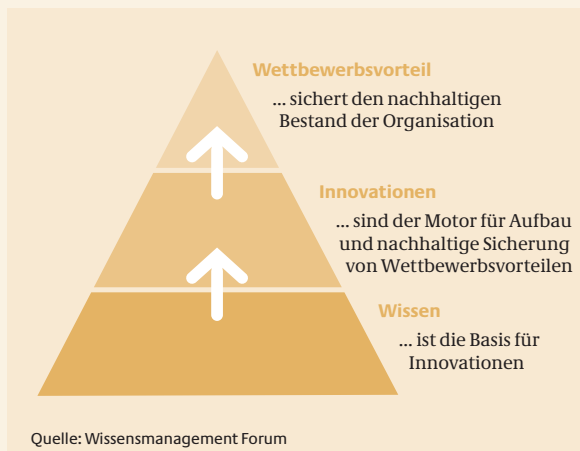 Wettbewerbsvorteil
... sichert den nachhaltigen
Bestand der Organisation
Innovationen
... sind der Motor für Aufbau
und nachhaltige Sicherung
von Wettbewerbsvorteilen
Wissen
... ist die Basis für
Innovationen
Quelle: Wissensmanagement Forum